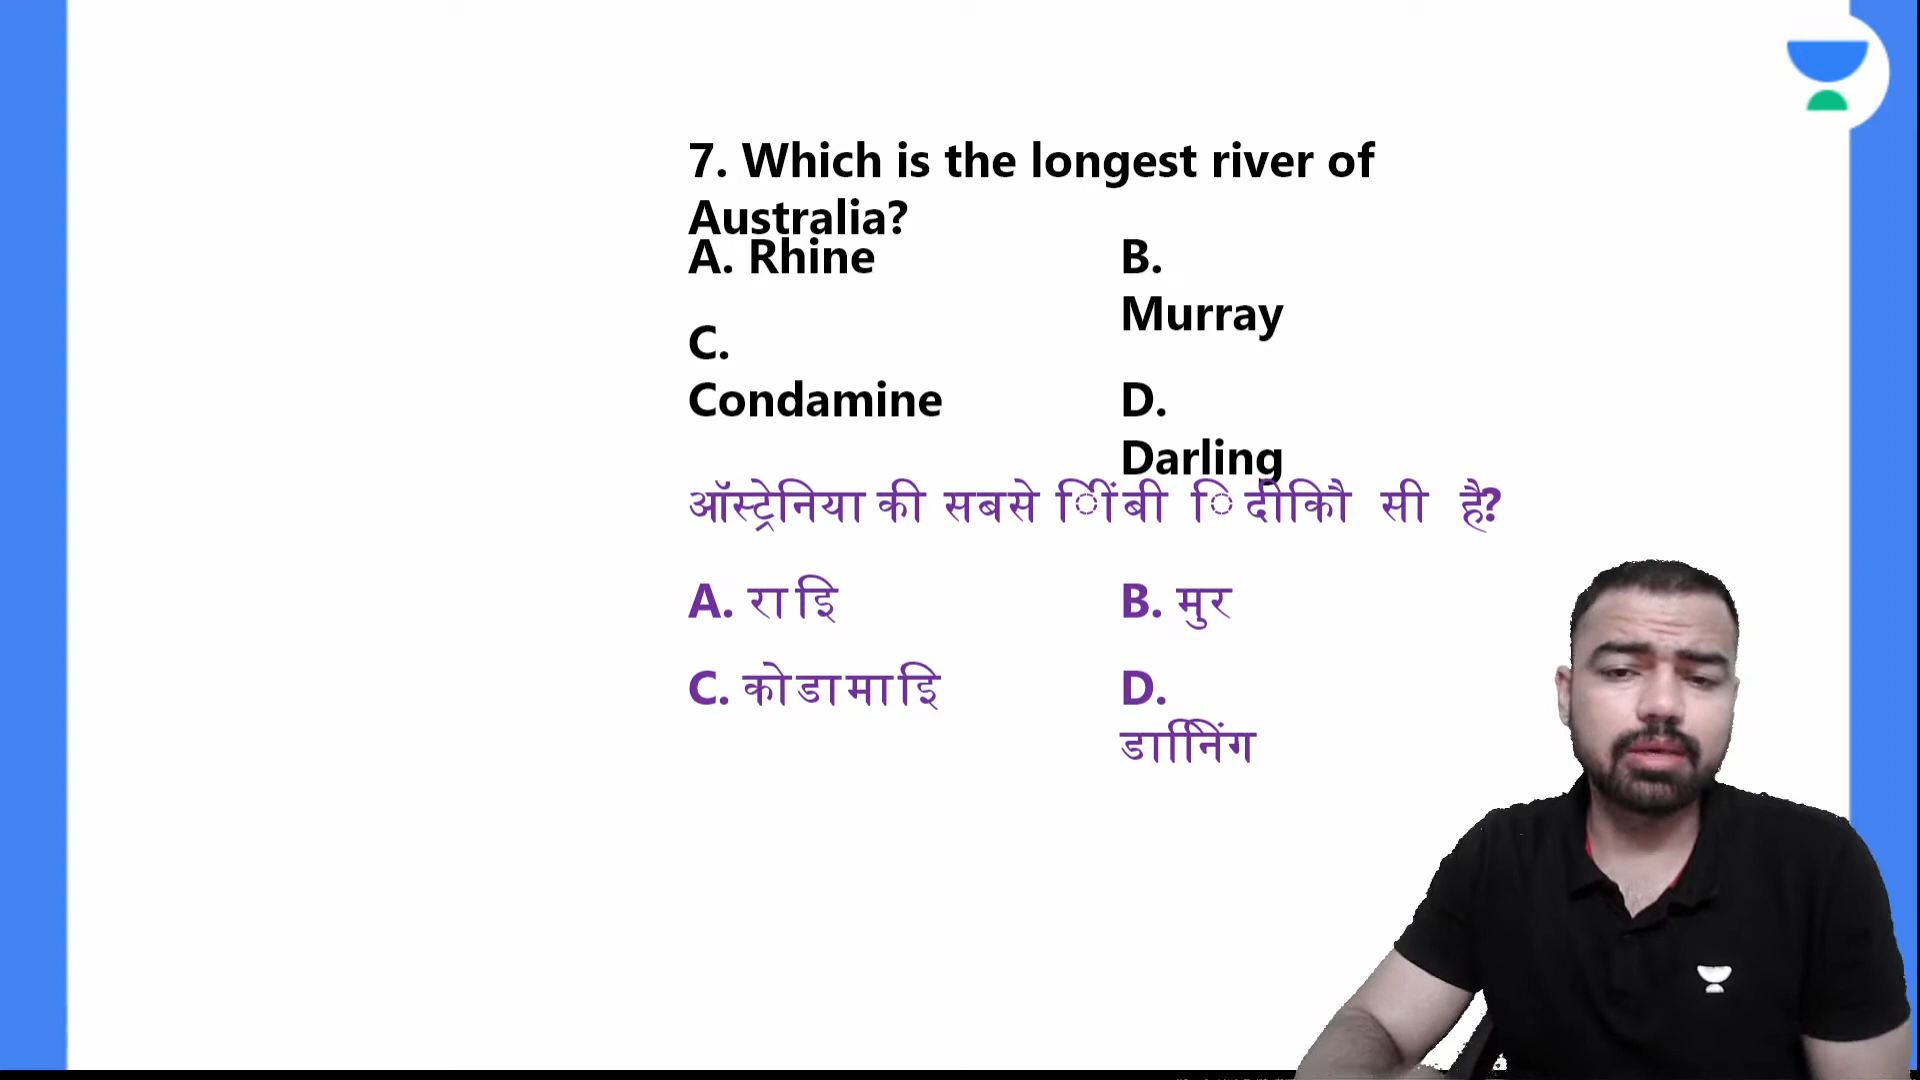 7. Which is the longest river of
Australia?
A. Rhine
B.
Murray
C.
Condamine
D.
Darling
ऑस्ट्रेनिया की सबसे िींबी ि दीकिौ सी है?
A. राइि
B. मुर
C. कोडामाइि
D.
डानििंग